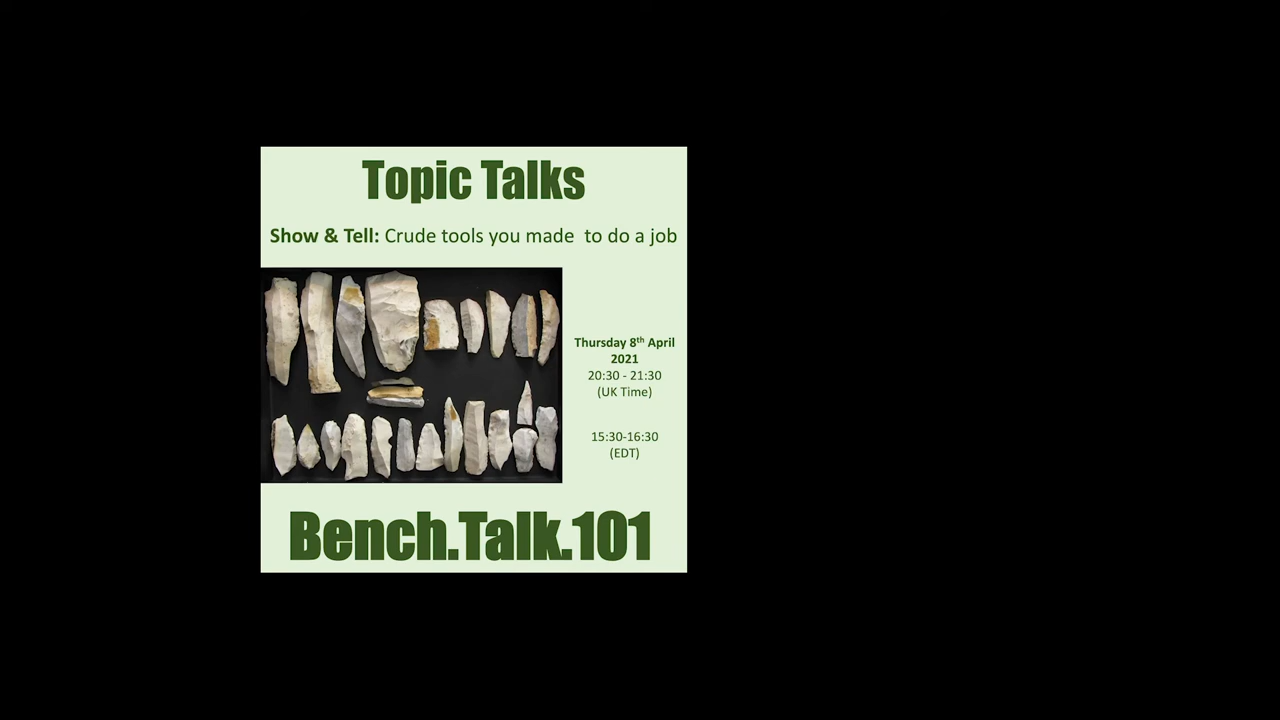 Topic Talks
Show & Tell: Crude tools you made  to do a job
Thursday 8th April
2021
20:30 - 21:30
(UK Time)
15:30-16:30
(EDT)
Bench.Talk.101